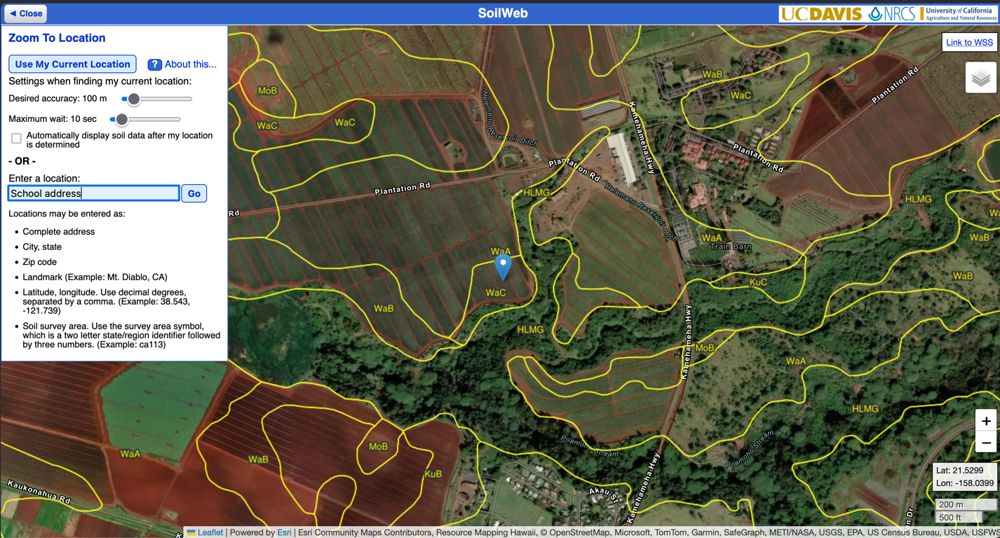 ◄ Close
SoilWeb
UCDAVIS NRCS University of California
Agriculture and Natural Resources
Zoom To Location
Use My Current Location ? About this...
Settings when finding my current location:
Desired accuracy: 100 m
Maximum wait: 10 sec
Automatically display soil data after my location
is determined
- OR -
Enter a location:
School address Go
Locations may be entered as:
• Complete address
• City, state
• Zip code
• Landmark (Example: Mt. Diablo, CA)
• Latitude, longitude. Use decimal degrees,
separated by a comma. (Example: 38.543,
-121.739)
• Soil survey area. Use the survey area symbol,
which is a two letter state/region identifier followed
by three numbers. (Example: ca113)
Link to WSS
MoB
WaC
WaC
Helemano Reservoir Ditch
Kamehameha Hwy
WaB
WaC
Plantation Rd
Plantation Rd
Plantation Rd
Plantation Rd
Rd
HLMG
Helemano Reservoir Ditch
HLMG
WaA
Train Barn
WaB
WaA
WaC
WaB
KuC
WaB
HLMG
Kamehameha Hwy
MoB
WaA
HLMG
Poamoho Stream
Poamoho Stream
WaA
WaB
MoB
KuB
Kaukonahua Rd
Akau St
Kamehameha Hwy
+
−
Lat: 21.5299
Lon: -158.0399
200 m
500 ft
Leaflet | Powered by Esri | Esri Community Maps Contributors, Resource Mapping Hawaii, © OpenStreetMap, Microsoft, TomTom, Garmin, SafeGraph, METI/NASA, USGS, EPA, US Census Bureau, USDA, USFW